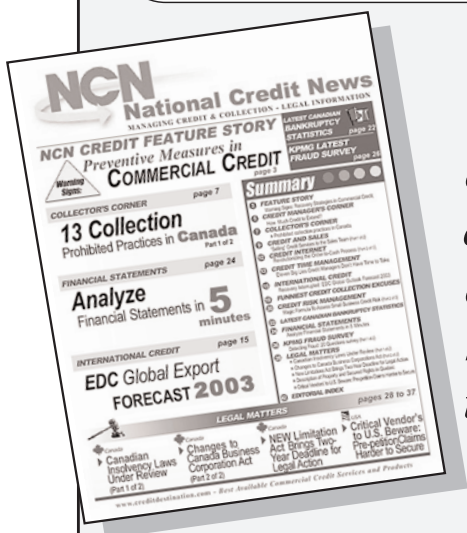 NCN
National Credit News
MANAGING CREDIT & COLLECTION - LEGAL INFORMATION
NCN CREDIT FEATURE STORY
Warning
Signs:
Preventive Measures in
COMMERCIAL CREDIT
page 3
LATEST CANADIAN
BANKRUPTCY
STATISTICS
page 22
KPMG LATEST
FRAUD SURVEY
page 26
COLLECTOR'S CORNER
page 7
13 Collection
Prohibited Practices in Canada
Part 1 of 2
FINANCIAL STATEMENTS
page 24
Analyze
Financial Statements in 5
minutes
INTERNATIONAL CREDIT
page 15
EDC Global Export
FORECAST 2003
Summary
FEATURE STORY
CREDIT MANAGER'S CORNER
COLLECTOR'S CORNER
CREDIT AND SALES
CREDIT INTERNET
CREDIT TIME MANAGEMENT
INTERNATIONAL CREDIT
FUNNIEST CREDIT COLLECTION EXCUSES
CREDIT RISK MANAGEMENT
LATEST CANADIAN BANKRUPTCY STATISTICS
FINANCIAL STATEMENTS
Analyze Financial Statements in 5 Minutes
KPMG FRAUD SURVEY
LEGAL MATTERS
EDITORIAL INDEX
LEGAL MATTERS
pages 28 to 37
Canada
Canadian
Insolvency Laws
Under Review
(Part 1 of 2)
Canada
Changes to
Canada Business
Corporation Act
(Part 2 of 2)
Canada
NEW Limitation
Act Brings Two-
Year Deadline for
Legal Action
USA
Critical Vendor's
to U.S. Beware:
Pre-petition Claims
Harder to Secure
www.creditdestination.com - Best Available Commercial Credit Services and Products